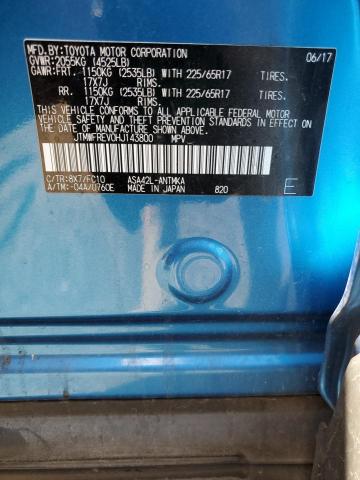 MFD.BY:TOYOTA MOTOR CORPORATION 06/17
GVWR: 2055KG (4525LB)
GAWR:FRT. 1150KG (2535LB) WITH 225/65R17 TIRES.
17X7J RIMS.
RR. 1150KG (2535LB) WITH 225/65R17 TIRES.
17X7J RIMS.
THIS VEHICLE CONFORMS TO ALL APPLICABLE FEDERAL MOTOR
VEHICLE SAFETY, BUMPER, AND THEFT PREVENTION STANDARDS IN
EFFECT ON THE DATE OF MANUFACTURE SHOWN ABOVE.
JTMWFREV0HJ143800 MPV
C/TR:8X7/FC10 ASA42L-ANTMKA
A/TM:-04A/U760E MADE IN JAPAN 820 E